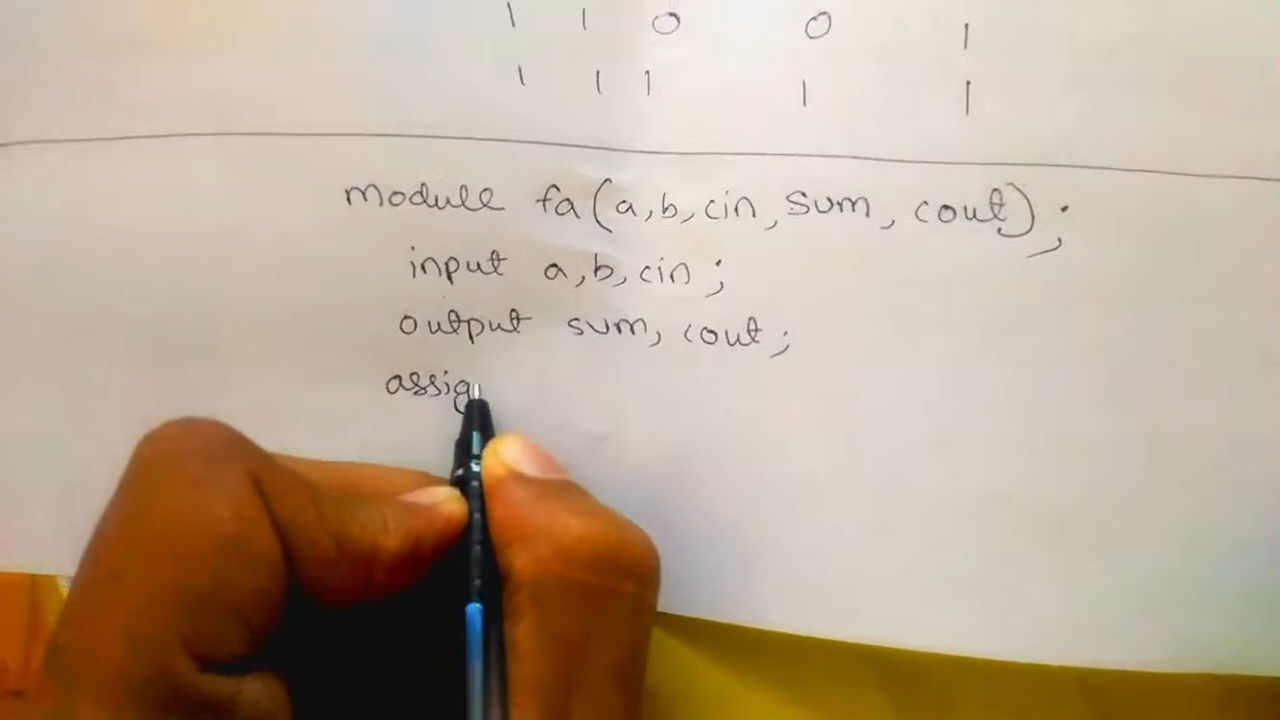 1 1 0 0 1
1 1 1 1 1
module fa(a,b,cin,sum,cout);
input a,b,cin;
output sum,cout;
assig